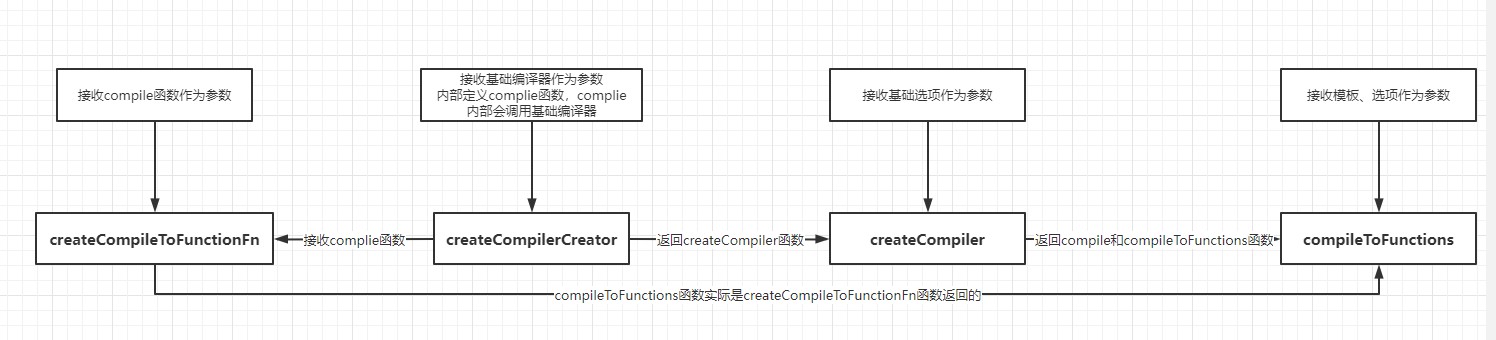 接收compile函数作为参数
接收基础编译器作为参数
内部定义complie函数，complie
内部会调用基础编译器
接收基础选项作为参数
接收模板、选项作为参数
createCompileToFunctionFn
接收complie函数
createCompilerCreator
返回createCompiler函数
createCompiler
返回compile和compileToFunctions函数
compileToFunctions
compileToFunctions函数实际是createCompileToFunctionFn函数返回的